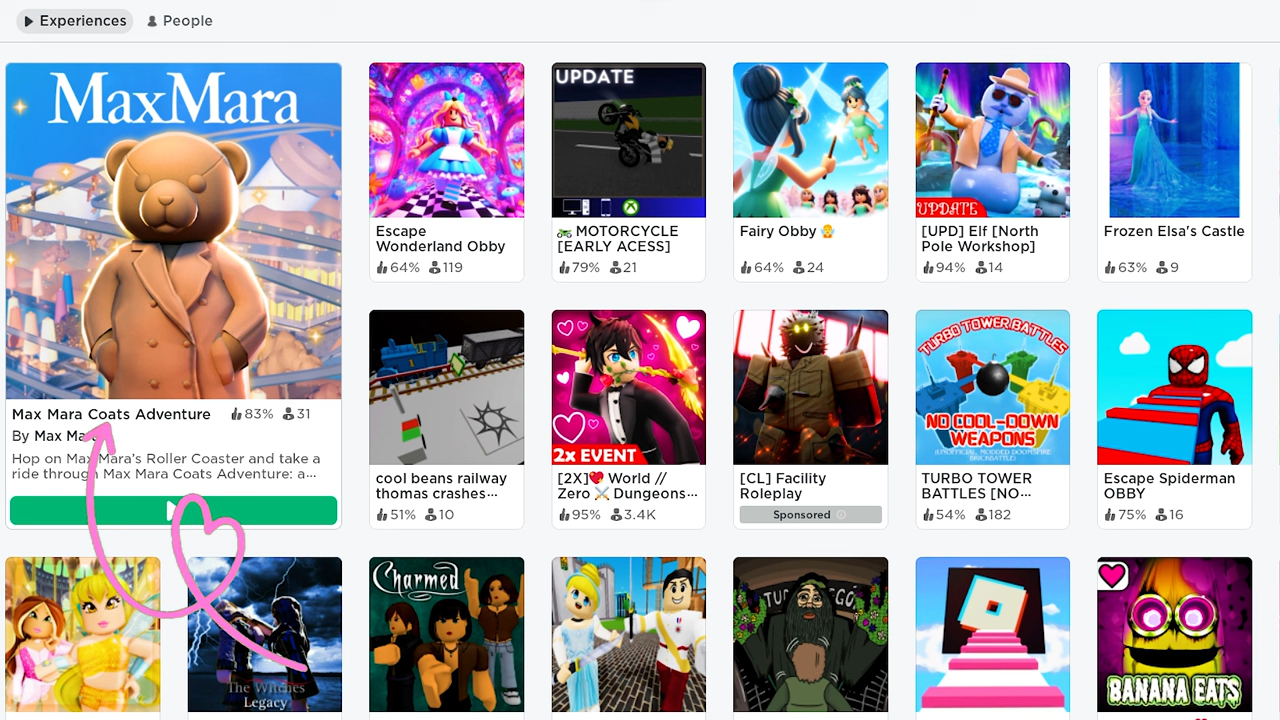 Experiences People
MaxMara
Max Mara Coats Adventure 83% 31
By Max Mara
Hop on Max Mara's Roller Coaster and take a
ride through Max Mara Coats Adventure: a...
Escape
Wonderland Obby
64% 119
UPDATE
MOTORCYCLE
[EARLY ACESS]
79% 21
Fairy Obby
64% 24
UPDATE
[UPD] Elf [North
Pole Workshop]
94% 14
Frozen Elsa's Castle
63% 9
cool beans railway
thomas crashes...
51% 10
2x EVENT
[2X] World //
Zero Dungeons...
95% 3.4K
[CL] Facility
Roleplay
Sponsored
TURBO TOWER BATTLES
NO COOL-DOWN
WEAPONS
(UNOFFICIAL, MODDED DOOMSPIRE
BRICKBATTLE)
TURBO TOWER
BATTLES [NO...
54% 182
Escape Spiderman
OBBY
75% 16
The Witches
Legacy
Charmed
BANANA EATS